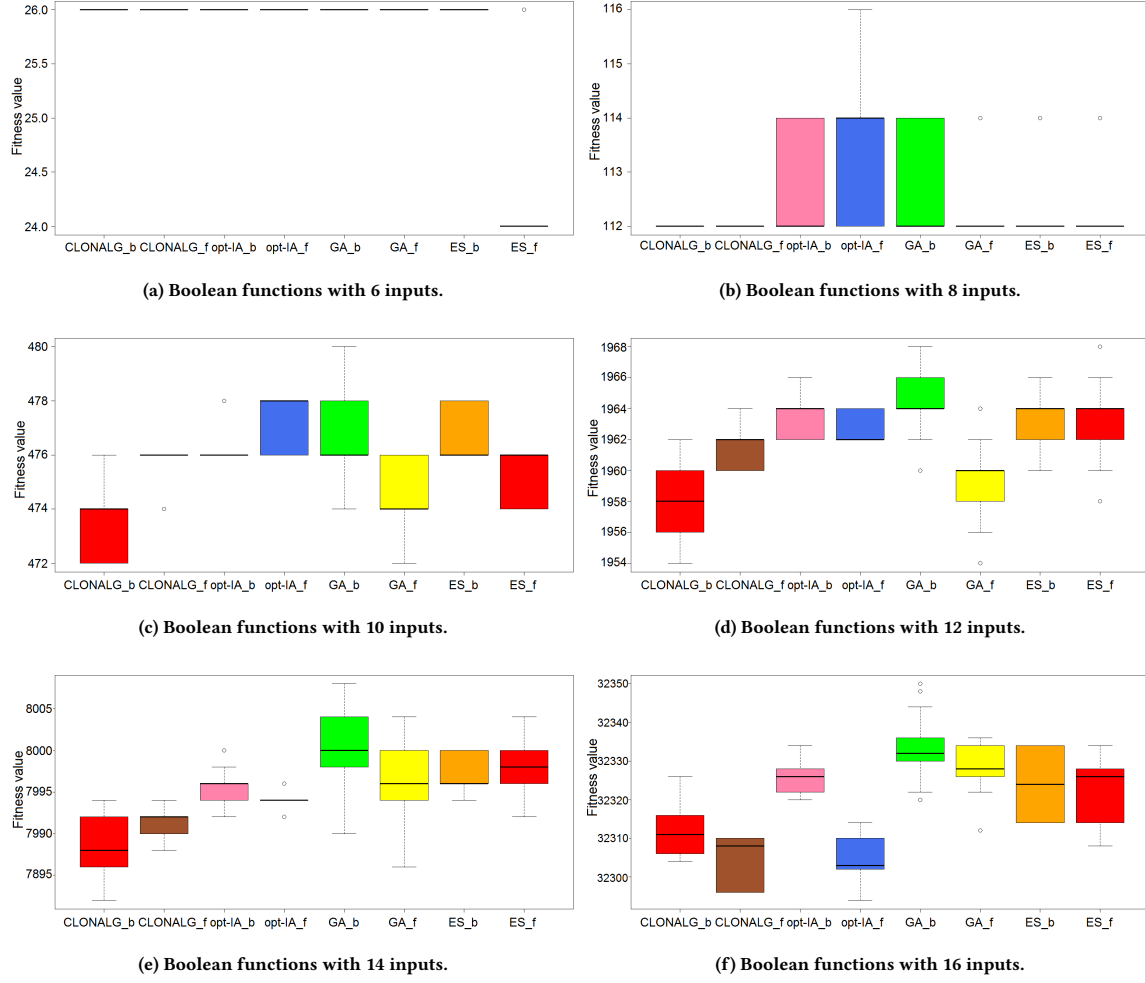 26.0
25.5
25.0
24.5
24.0
Fitness value
CLONALG_b CLONALG_f opt-IA_b opt-IA_f GA_b GA_f ES_b ES_f
(a) Boolean functions with 6 inputs.
116
115
114
113
112
Fitness value
CLONALG_b CLONALG_f opt-IA_b opt-IA_f GA_b GA_f ES_b ES_f
(b) Boolean functions with 8 inputs.
480
478
476
474
472
Fitness value
CLONALG_b CLONALG_f opt-IA_b opt-IA_f GA_b GA_f ES_b ES_f
(c) Boolean functions with 10 inputs.
1968
1966
1964
1962
1960
1958
1956
1954
Fitness value
CLONALG_b CLONALG_f opt-IA_b opt-IA_f GA_b GA_f ES_b ES_f
(d) Boolean functions with 12 inputs.
8005
8000
7995
7990
7895
Fitness value
CLONALG_b CLONALG_f opt-IA_b opt-IA_f GA_b GA_f ES_b ES_f
(e) Boolean functions with 14 inputs.
32350
32340
32330
32320
32310
32300
Fitness value
CLONALG_b CLONALG_f opt-IA_b opt-IA_f GA_b GA_f ES_b ES_f
(f) Boolean functions with 16 inputs.